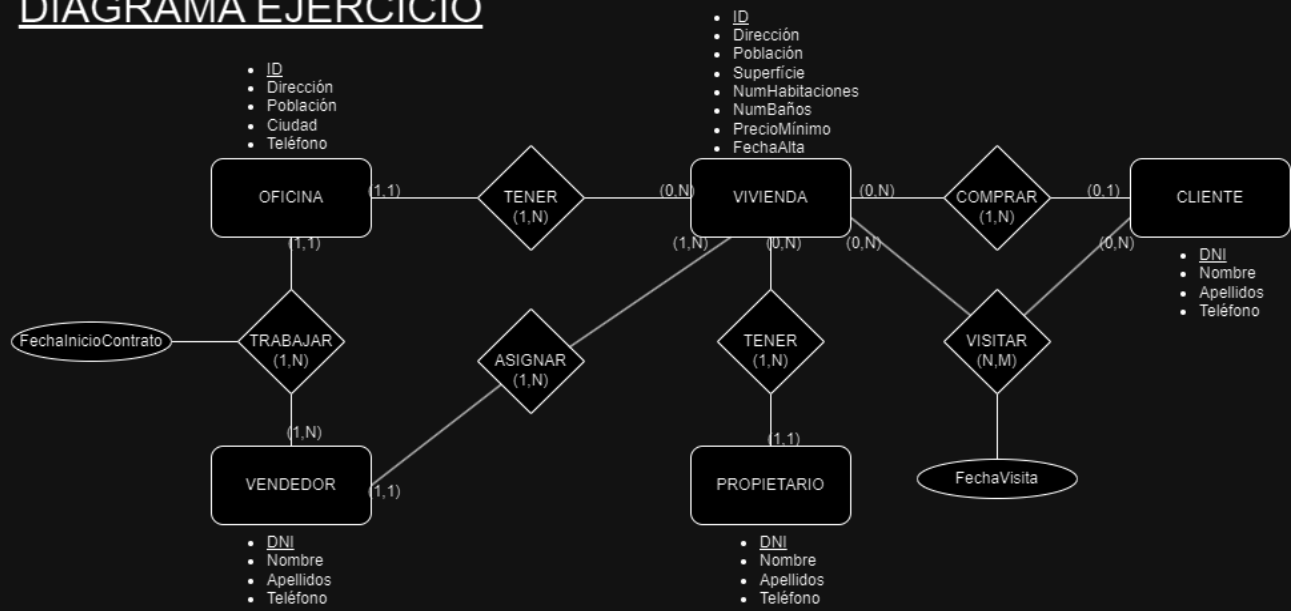 DIAGRAMA EJERCICIO
ID
Dirección
Población
Ciudad
Teléfono
ID
Dirección
Población
Superfície
NumHabitaciones
NumBaños
PrecioMínimo
FechaAlta
OFICINA
(1,1)
TENER
(1,N)
(0,N)
VIVIENDA
(0,N)
COMPRAR
(1,N)
(0,1)
CLIENTE
(1,1)
(1,N)
(0,N)
(0,N)
(0,N)
DNI
Nombre
Apellidos
Teléfono
FechaInicioContrato
TRABAJAR
(1,N)
ASIGNAR
(1,N)
TENER
(1,N)
VISITAR
(N,M)
(1,N)
(1,1)
VENDEDOR
(1,1)
PROPIETARIO
FechaVisita
DNI
Nombre
Apellidos
Teléfono
DNI
Nombre
Apellidos
Teléfono